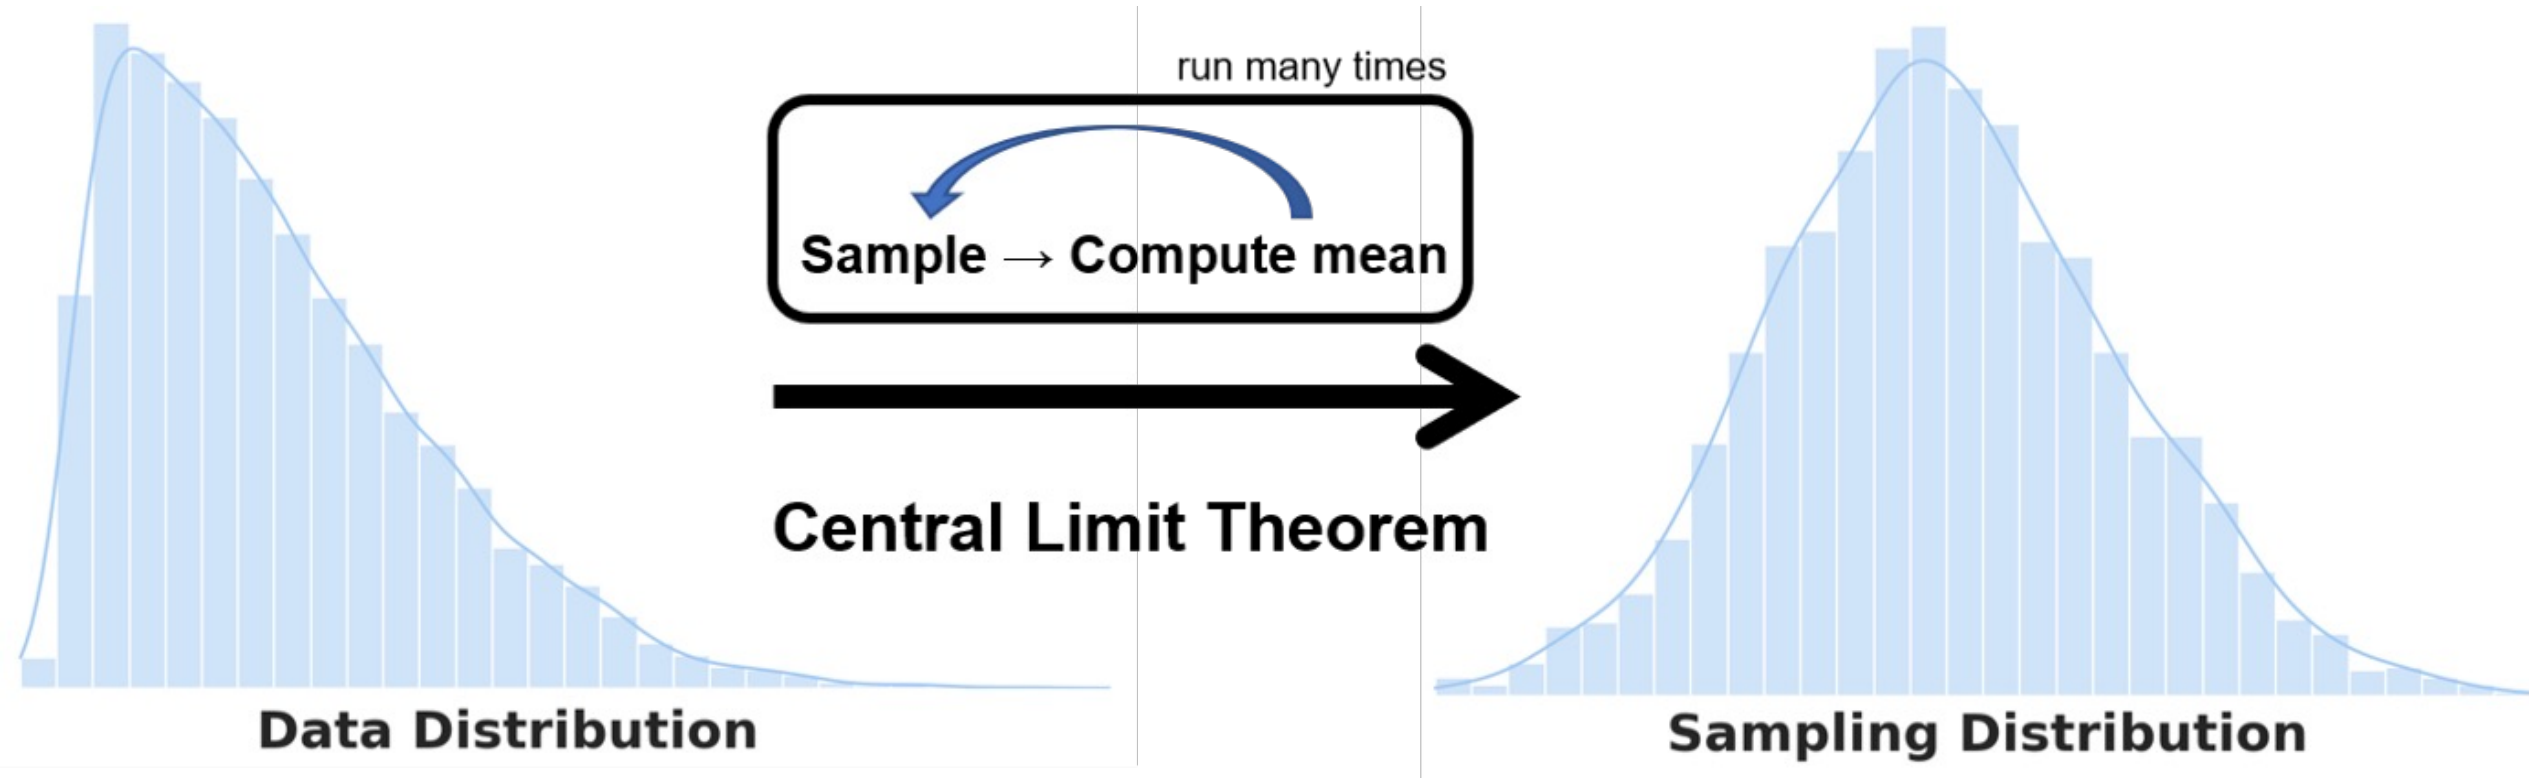 run many times
Sample → Compute mean
Central Limit Theorem
Data Distribution
Sampling Distribution